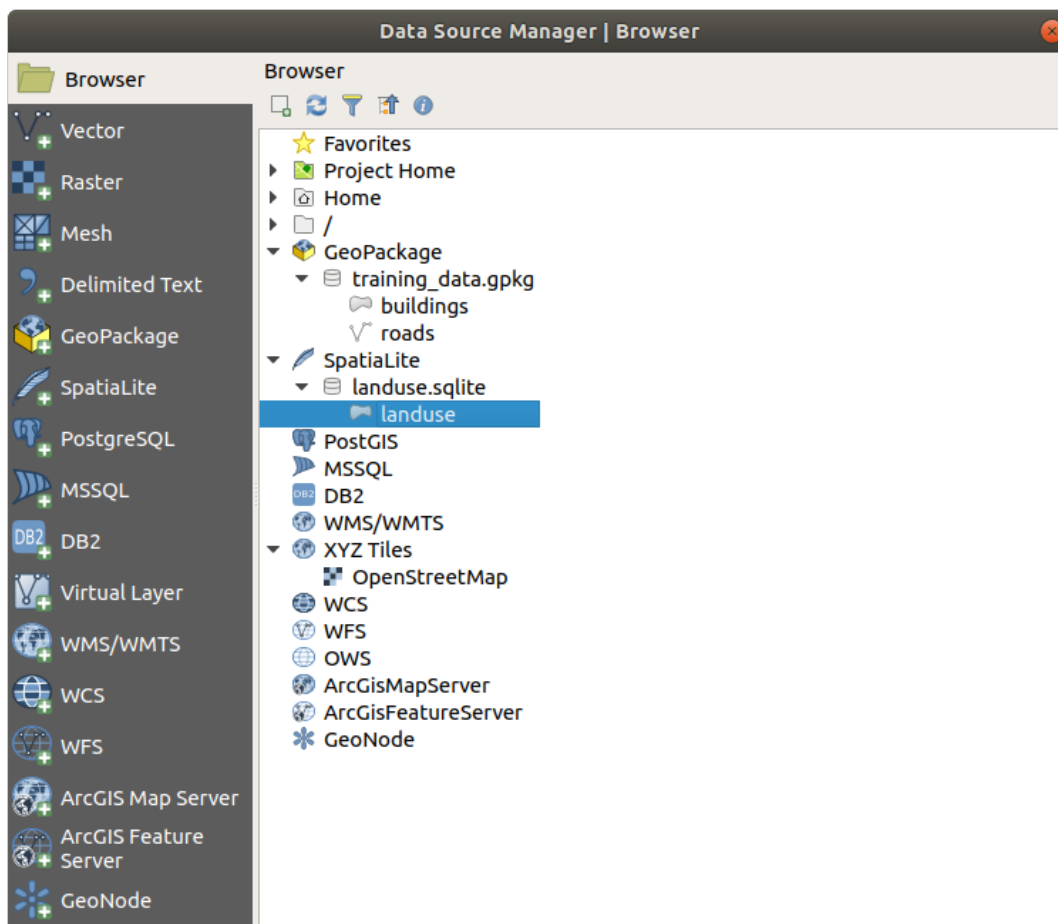 Data Source Manager | Browser
Browser
Vector
Raster
Mesh
Delimited Text
GeoPackage
SpatiaLite
PostgreSQL
MSSQL
DB2
DB2
Virtual Layer
WMS/WMTS
WCS
WFS
ArcGIS Map Server
ArcGIS Feature
Server
GeoNode
Browser
Favorites
Project Home
Home
/
GeoPackage
training_data.gpkg
buildings
roads
SpatiaLite
landuse.sqlite
landuse
PostGIS
MSSQL
DB2 DB2
WMS/WMTS
XYZ Tiles
OpenStreetMap
WCS
WFS
OWS
ArcGisMapServer
ArcGisFeatureServer
GeoNode